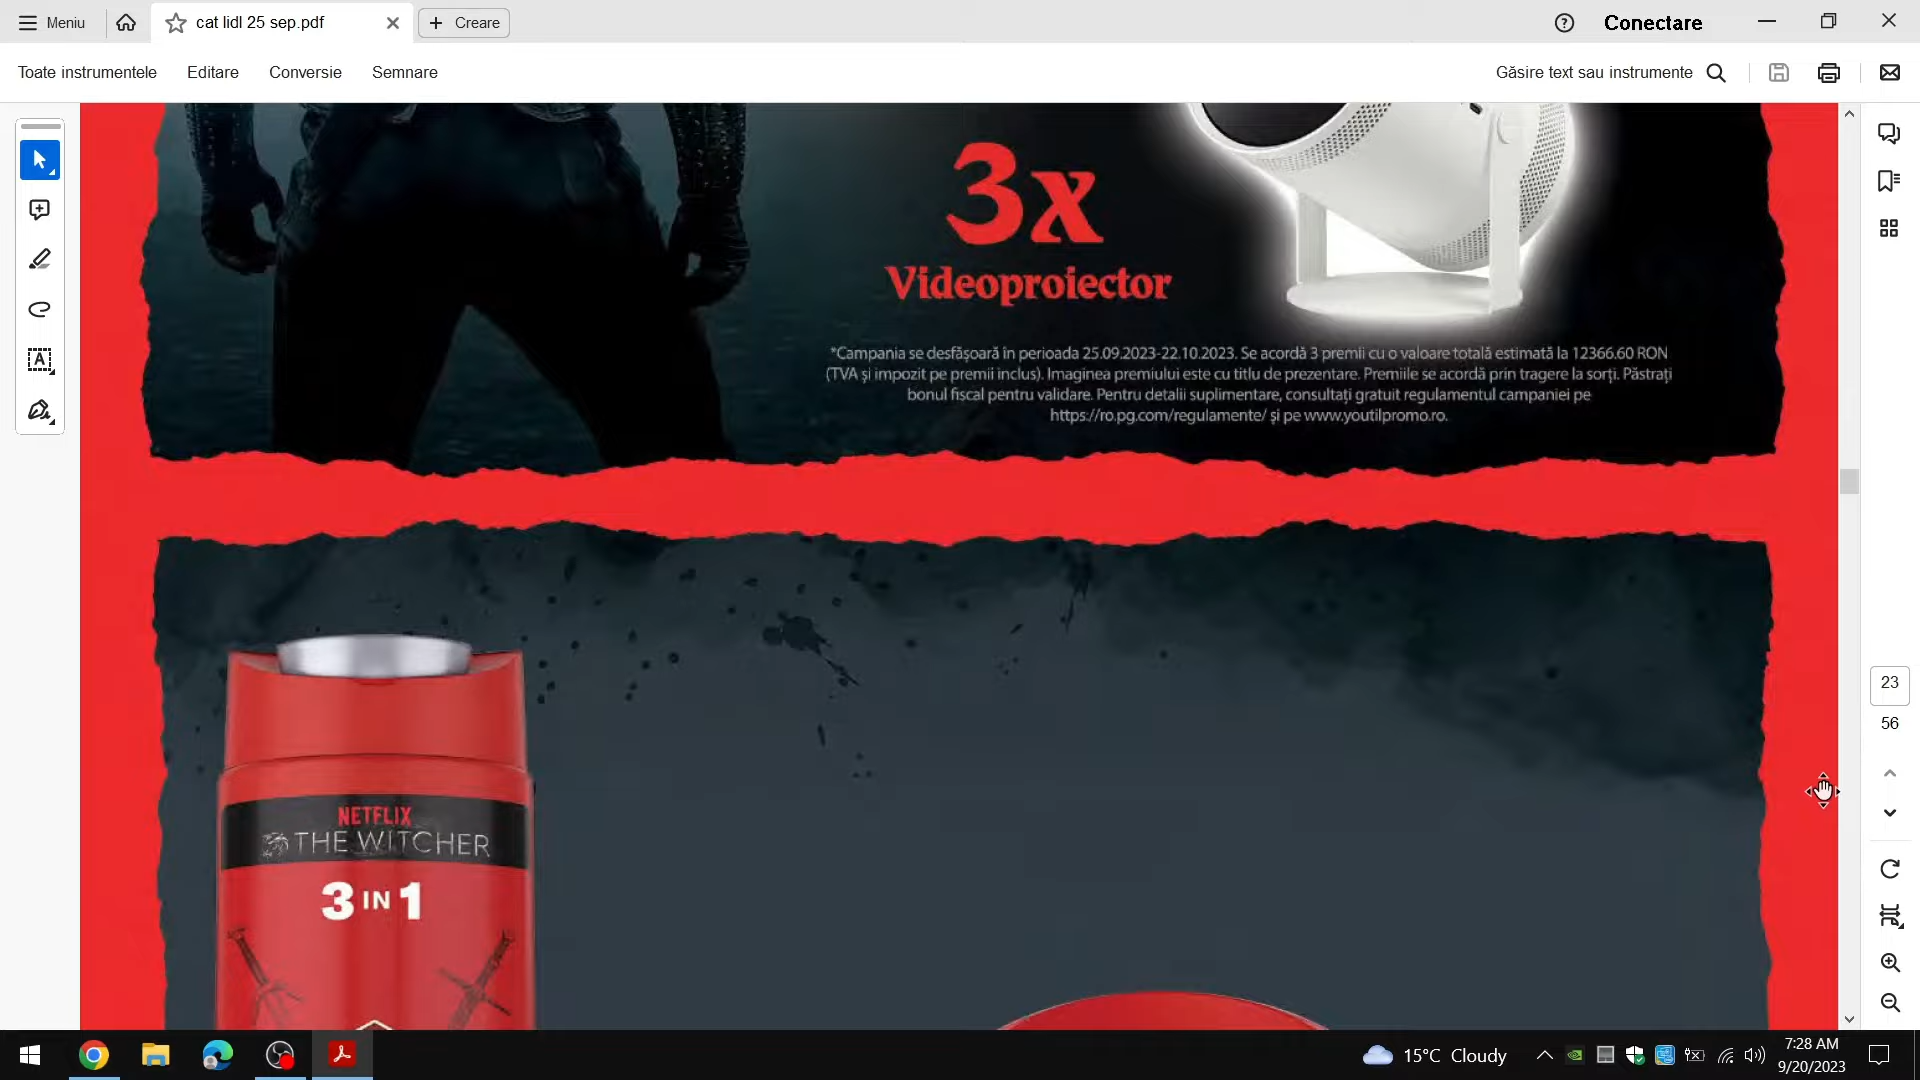 Meniu
cat lidl 25 sep.pdf
Creare
Conectare
Toate instrumentele
Editare
Conversie
Semnare
Găsire text sau instrumente
3x
Videoproiector
*Campania se desfășoară în perioada 25.09.2023-22.10.2023. Se acordă 3 premii cu o valoare totală estimată la 12366.60 RON
(TVA și impozit pe premii inclus). Imaginea premiului este cu titlu de prezentare. Premiile se acordă prin tragere la sorți. Păstrați
bonul fiscal pentru validare. Pentru detalii suplimentare, consultați gratuit regulamentul campaniei pe
https://ro.pg.com/regulamente/ și pe www.youtilpromo.ro.
NETFLIX
THE WITCHER
3 IN 1
23
56
15°C Cloudy
7:28 AM
9/20/2023